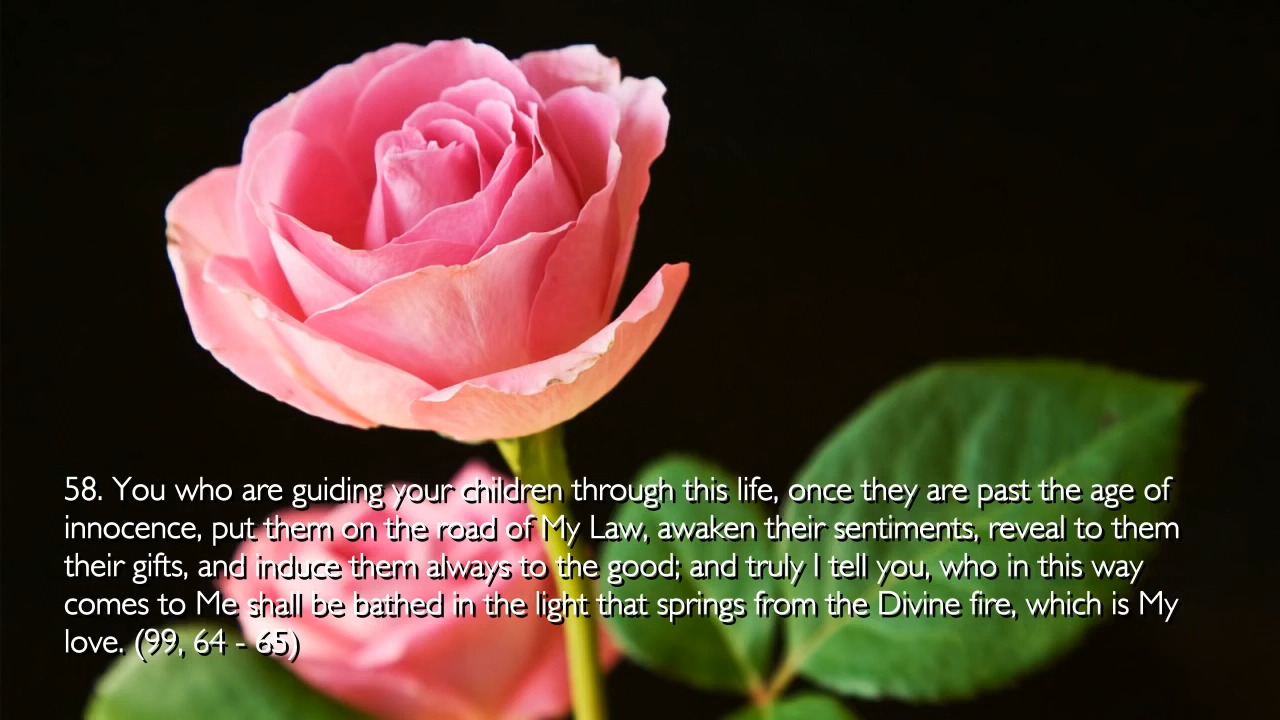 58. You who are guiding your children through this life, once they are past the age of
innocence, put them on the road of My Law, awaken their sentiments, reveal to them
their gifts, and induce them always to the good; and truly I tell you, who in this way
comes to Me shall be bathed in the light that springs from the Divine fire, which is My
love. (99, 64 - 65)